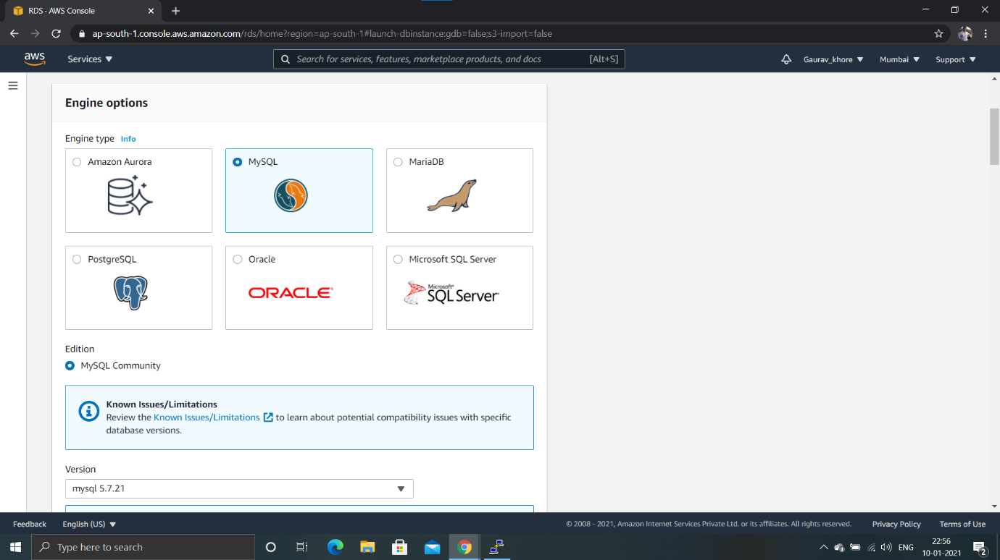 RDS · AWS Console
ap-south-1.console.aws.amazon.com/rds/home?region=ap-south-1#launch-dbinstance:gdb=false;s3-import=false
aws
Services
Search for services, features, marketplace products, and docs
[Alt+S]
Gaurav_khore
Mumbai
Support
Engine options
Engine type Info
Amazon Aurora
MySQL
MariaDB
PostgreSQL
Oracle
ORACLE
Microsoft SQL Server
Microsoft
SQL Server
Edition
MySQL Community
Known Issues/Limitations
Review the Known Issues/Limitations to learn about potential compatibility issues with specific
database versions.
Version
mysql 5.7.21
Feedback
English (US)
© 2008 - 2021, Amazon Internet Services Private Ltd. or its affiliates. All rights reserved.
Privacy Policy
Terms of Use
Type here to search
ENG
22:56
10-01-2021
2